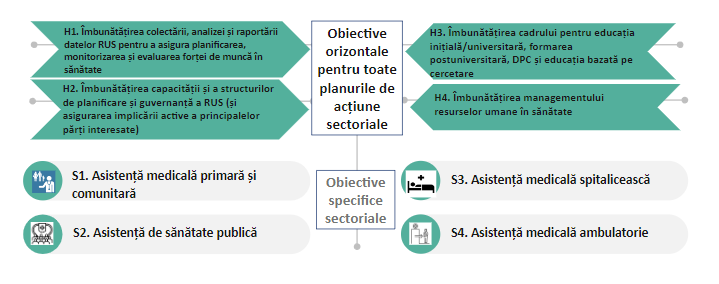 H1. Îmbunătățirea colectării, analizei și raportării
datelor RUS pentru a asigura planificarea,
monitorizarea și evaluarea forței de muncă în
sănătate
H2. Îmbunătățirea capacității și a structurilor
de planificare și guvernanță a RUS (și
asigurarea implicării active a principalelor
părți interesate)
Obiective
orizontale
pentru toate
planurile de
acțiune
sectoriale
H3. Îmbunătățirea cadrului pentru educația
inițială/universitară, formarea
postuniversitară, DPC și educația bazată pe
cercetare
H4. Îmbunătățirea managementului
resurselor umane în sănătate
S1. Asistență medicală primară și
comunitară
S2. Asistență de sănătate publică
Obiective
specifice
sectoriale
S3. Asistență medicală spitalicească
S4. Asistență medicală ambulatorie